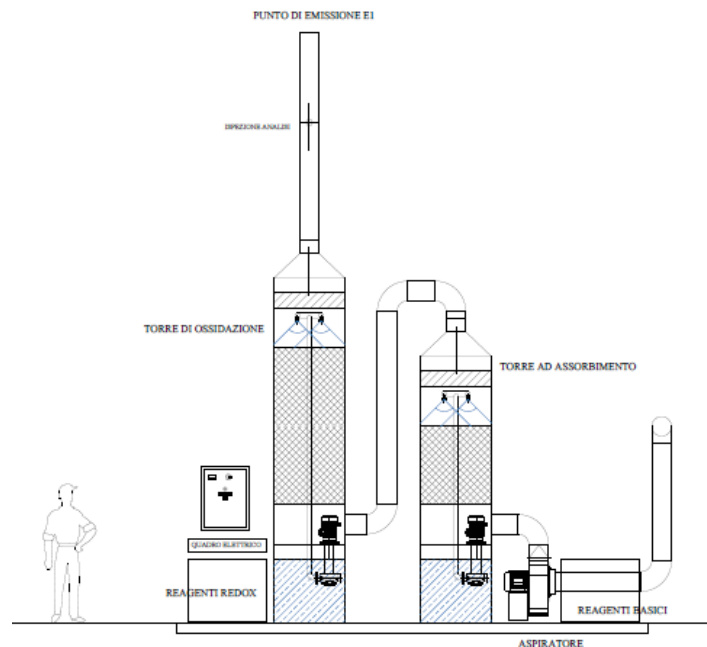 PUNTO DI EMISSIONE E1
ISPEZIONE ANALISI
TORRE DI OSSIDAZIONE
TORRE AD ASSORBIMENTO
QUADRO ELETTRICO
REAGENTI REDOX
REAGENTI BASICI
ASPIRATORE